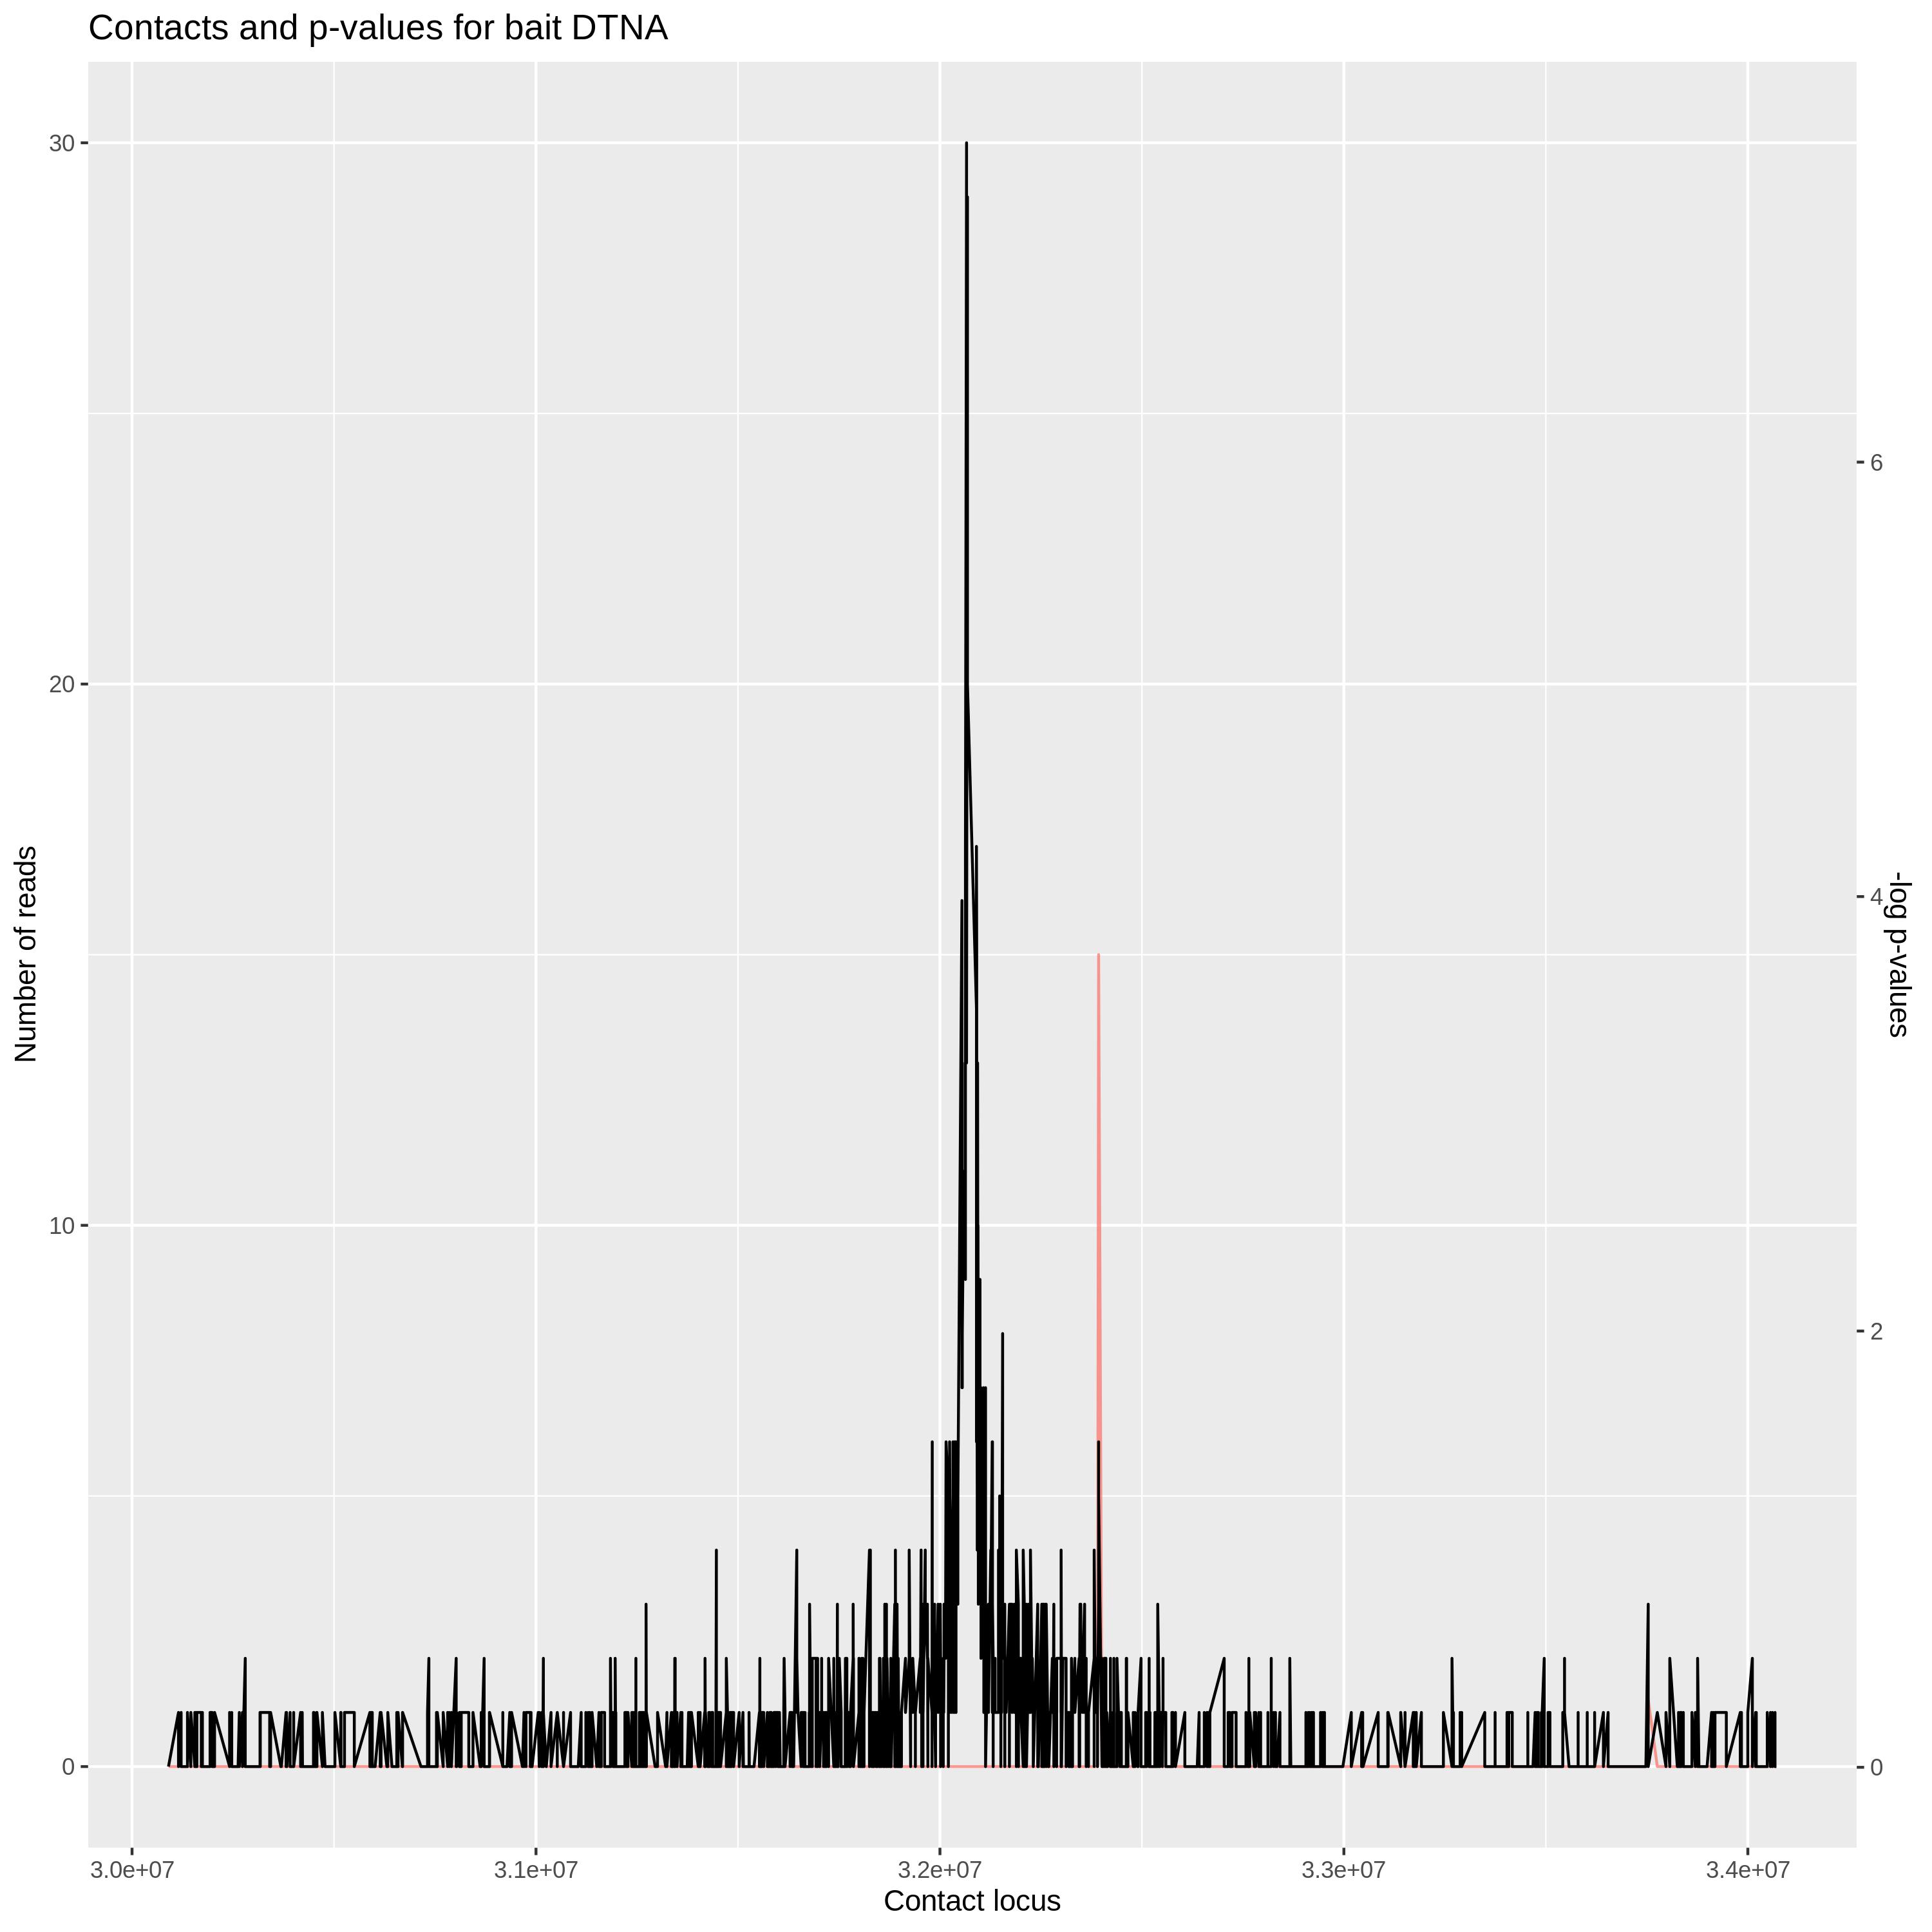 Contacts and p-values for bait DTNA
30
20
10
0
Number of reads
6
4
2
0
-log p-values
3.0e+07 3.1e+07 3.2e+07 3.3e+07 3.4e+07
Contact locus